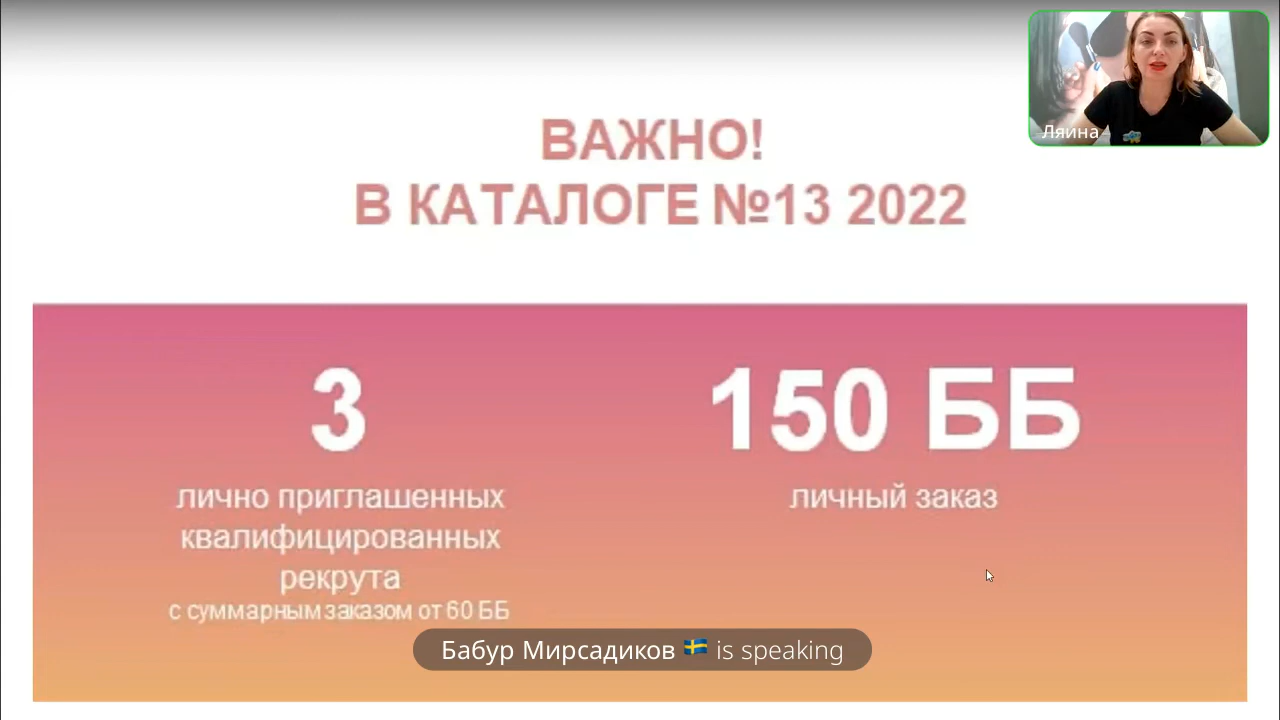 Ляина
ВАЖНО!
В КАТАЛОГЕ №13 2022
3
лично приглашенных
квалифицированных
рекрута
с суммарным заказом от 60 ББ
150 ББ
личный заказ
Бабур Мирсадиков 🇸🇪 is speaking